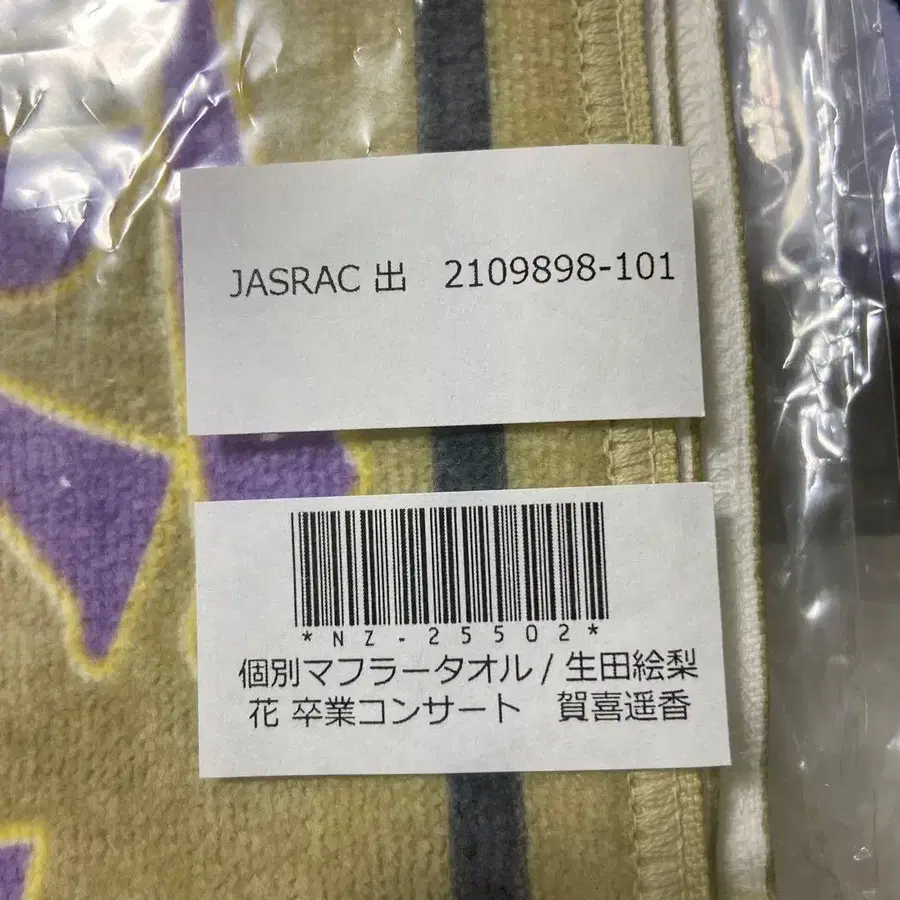 JASRAC 出　2109898-101
*NZ-25502*
個別マフラータオル / 生田絵梨
花 卒業コンサート　賀喜遥香